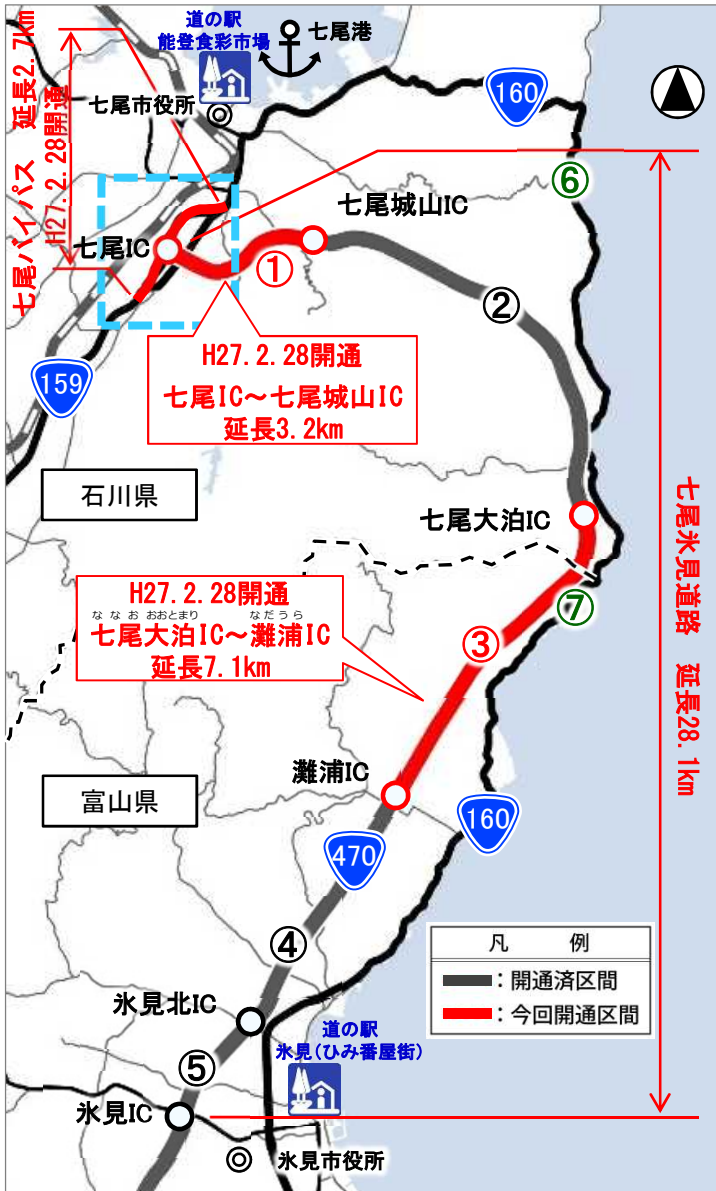 道の駅
能登食彩市場
七尾港
七尾市役所
160
七尾バイパス 延長2.7km
H27.2.28開通
⑥
七尾城山IC
七尾IC
①
②
H27.2.28開通
七尾IC～七尾城山IC
延長3.2km
159
石川県
七尾大泊IC
七尾氷見道路 延長28.1km
H27.2.28開通
ななお おおとまり なだうら
七尾大泊IC～灘浦IC
延長7.1km
⑦
③
灘浦IC
富山県
160
470
④
凡 例
：開通済区間
：今回開通区間
氷見北IC
道の駅
氷見(ひみ番屋街)
⑤
氷見IC
氷見市役所